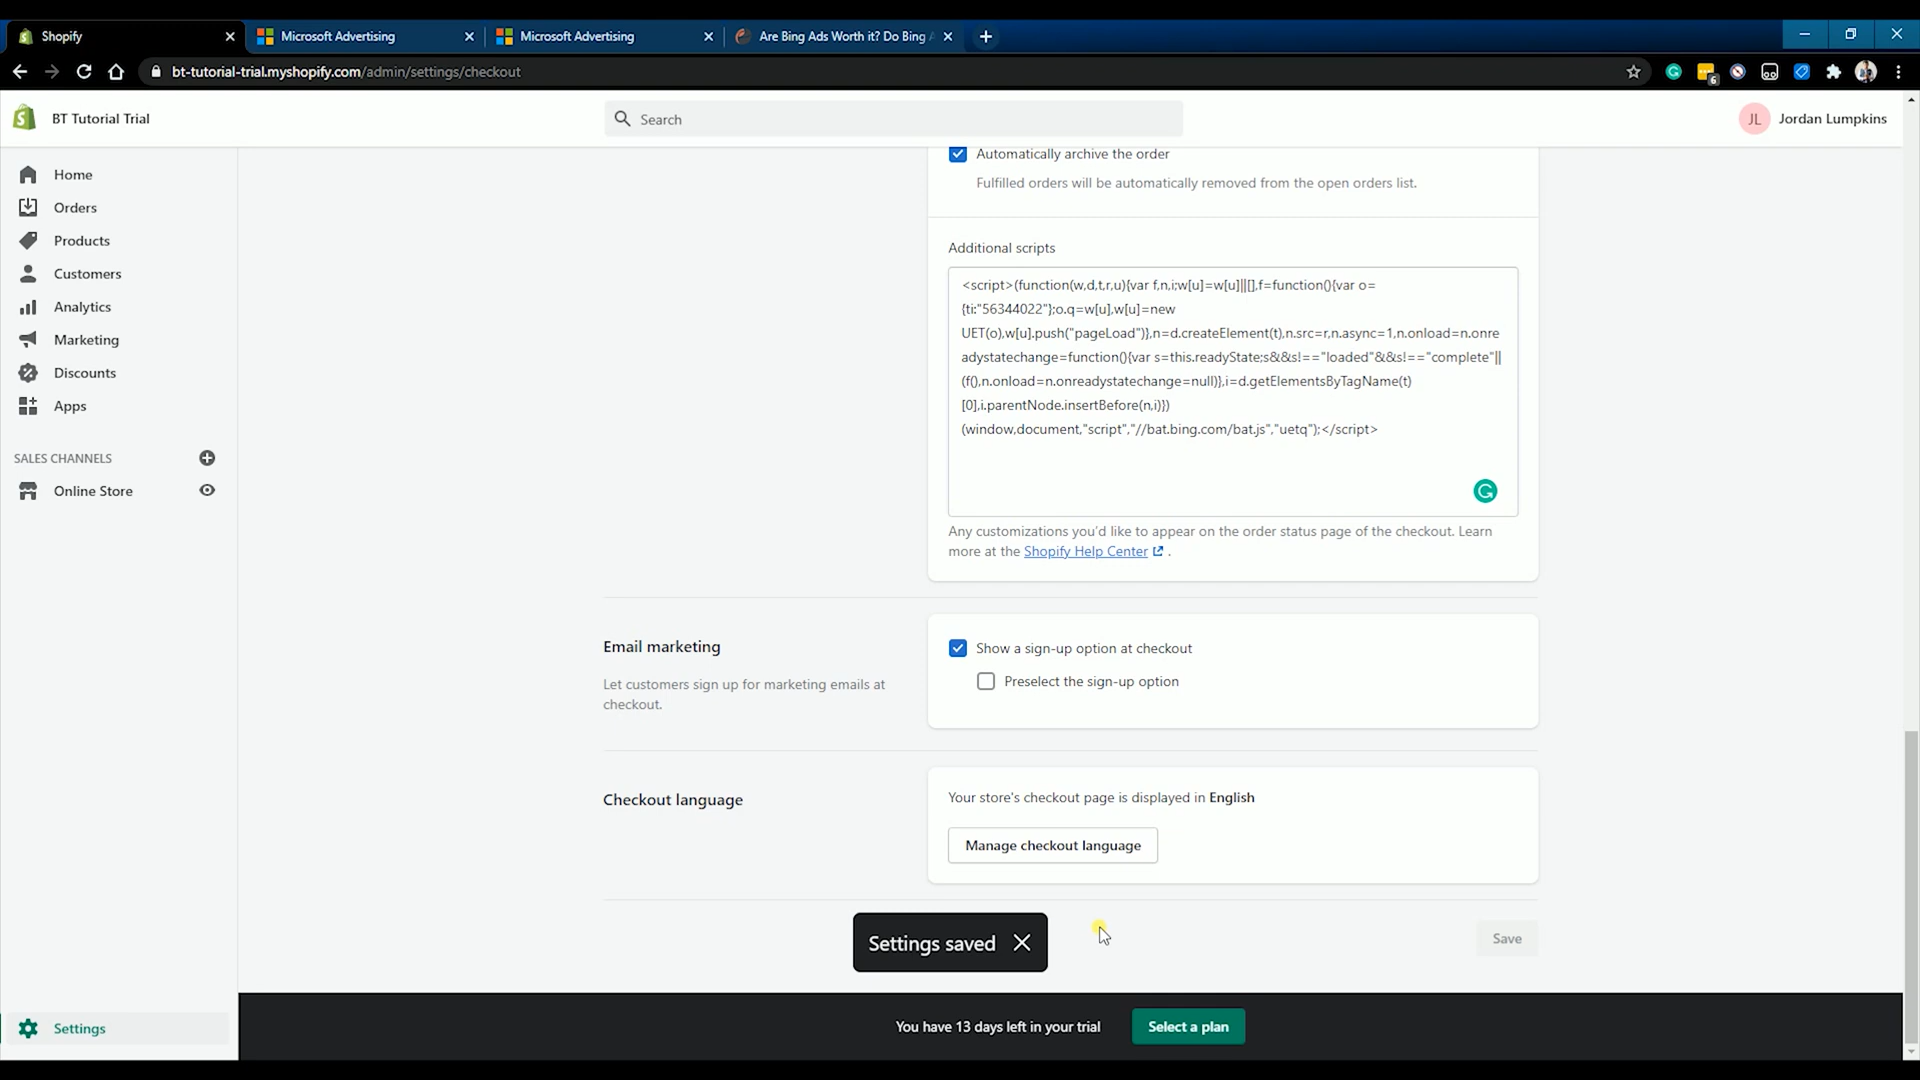 Shopify
Microsoft Advertising
Microsoft Advertising
Are Bing Ads Worth it? Do Bing A
bt-tutorial-trial.myshopify.com/admin/settings/checkout
6
BT Tutorial Trial
Search
JL Jordan Lumpkins
Home
Orders
Products
Customers
Analytics
Marketing
Discounts
Apps
SALES CHANNELS
Online Store
Settings
Automatically archive the order
Fulfilled orders will be automatically removed from the open orders list.
Additional scripts
<script>(function(w,d,t,r,u){var f,n,i;w[u]=w[u]||[],f=function(){var o=
{ti:"56344022"};o.q=w[u],w[u]=new
UET(o),w[u].push("pageLoad")},n=d.createElement(t),n.src=r,n.async=1,n.onload=n.onre
adystatechange=function(){var s=this.readyState;s&&s!=="loaded"&&s!=="complete"||
(f(),n.onload=n.onreadystatechange=null)},i=d.getElementsByTagName(t)
[0],i.parentNode.insertBefore(n,i)})
(window,document,"script","//bat.bing.com/bat.js","uetq");</script>
Any customizations you'd like to appear on the order status page of the checkout. Learn
more at the Shopify Help Center .
Email marketing
Let customers sign up for marketing emails at
checkout.
Show a sign-up option at checkout
Preselect the sign-up option
Checkout language
Your store's checkout page is displayed in English
Manage checkout language
Settings saved
Save
You have 13 days left in your trial
Select a plan